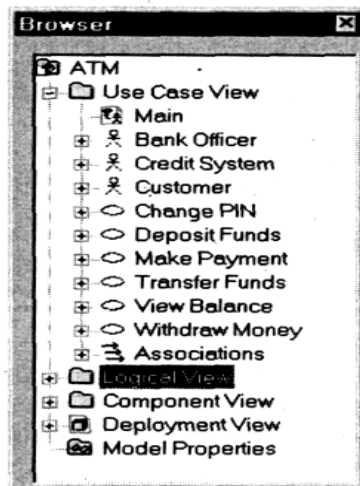 Browser
ATM
Use Case View
Main
Bank Officer
Credit System
Customer
Change PIN
Deposit Funds
Make Payment
Transfer Funds
View Balance
Withdraw Money
Associations
Logical View
Component View
Deployment View
Model Properties